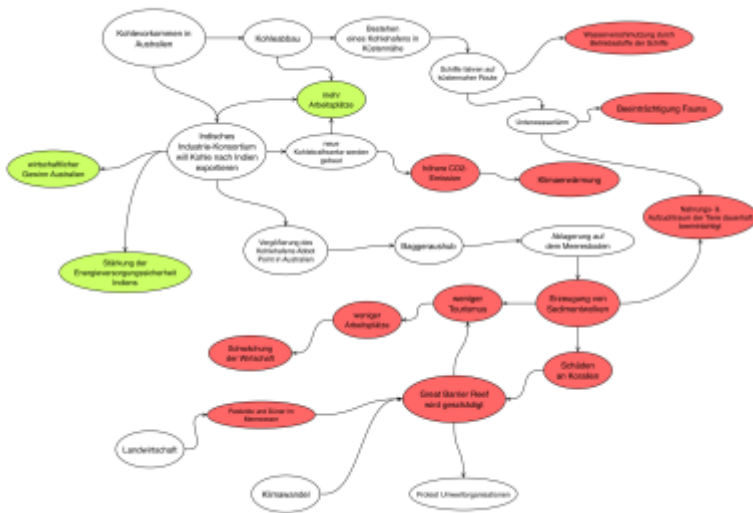 Kohlevorkommen in
Australien
Kohleabbau
Bestehen
eines Kohlehafens in
Küstennähe
Wasserverschmutzung durch
Betriebsstoffe der Schiffe
Schiffe fahren auf
küstennaher Route
mehr
Arbeitsplätze
Unterwasserlärm
Beeinträchtigung Fauna
Indisches
Industrie-Konsortium
will Kohle nach Indien
exportieren
neue
Kohlekraftwerke werden
gebaut
wirtschaftlicher
Gewinn Australien
höhere CO2-
Emission
Klimaerwärmung
Nahrungs- &
Aufzuchtraum der Tiere dauerhaft
beeinträchtigt
Vergrößerung des
Kohlehafens Abbot
Point in Australien
Baggeraushub
Ablagerung auf
dem Meeresboden
Stärkung der
Energieversorgungssicherheit
Indiens
weniger
Tourismus
Erzeugung von
Sedimentwolken
weniger
Arbeitsplätze
Schwächung
der Wirtschaft
Schäden
an Korallen
Great Barrier Reef
wird geschädigt
Pestizide und Dünger im
Meerwasser
Landwirtschaft
Klimawandel
Protest Umweltorganisationen